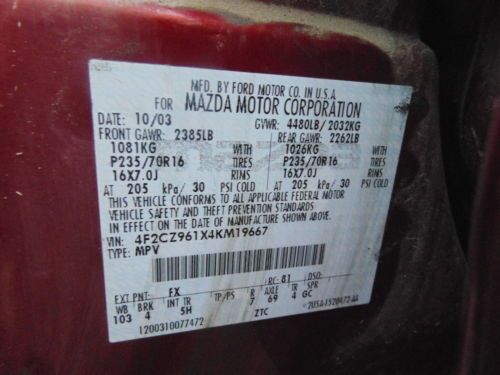 MFD. BY FORD MOTOR CO. IN U.S.A.
FOR MAZDA MOTOR CORPORATION
DATE: 10/03 GVWR: 4480LB/ 2032KG
FRONT GAWR: 2385LB REAR GAWR: 2262LB
1081KG WITH 1026KG WITH
P235/70R16 TIRES P235/70R16 TIRES
16X7.0J RIMS 16X7.0J RIMS
AT 205 kPa/ 30 PSI COLD AT 205 kPa/ 30 PSI COLD
THIS VEHICLE CONFORMS TO ALL APPLICABLE FEDERAL MOTOR
VEHICLE SAFETY AND THEFT PREVENTION STANDARDS
IN EFFECT ON THE DATE OF MANUFACTURE SHOWN ABOVE.
VIN: 4F2CZ961X4KM19667
TYPE: MPV
EXT PNT: FX RC: 81 DSO:
WB BRK INT TR TP/PS R AXLE TR SPR
103 4 5H 7 69 4 GC
1200310077472 ZTC